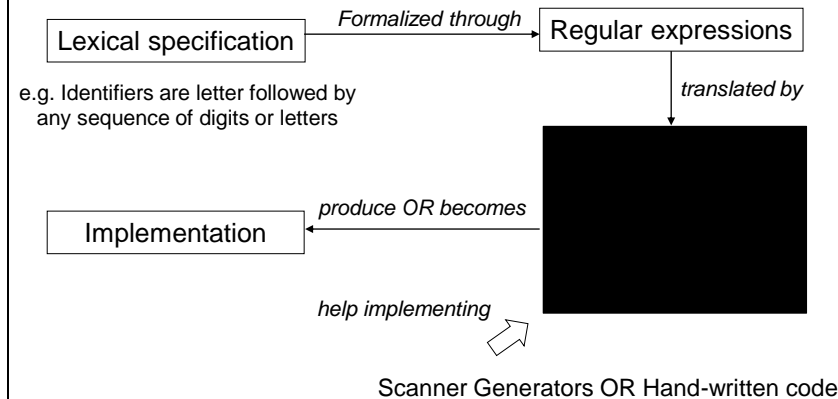 Formalized through
Lexical specification
Regular expressions
e.g. Identifiers are letter followed by
any sequence of digits or letters
translated by
produce OR becomes
Implementation
help implementing
Scanner Generators OR Hand-written code